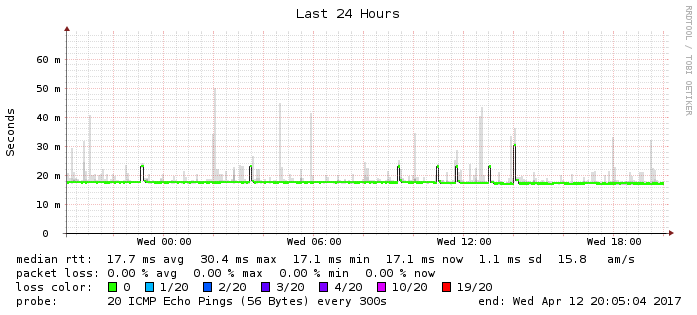 Last 24 Hours
RRDTOOL / TOBI OETIKER
Seconds
60 m
50 m
40 m
30 m
20 m
10 m
0
Wed 00:00 Wed 06:00 Wed 12:00 Wed 18:00
median rtt: 17.7 ms avg 30.4 ms max 17.1 ms min 17.1 ms now 1.1 ms sd 15.8 am/s
packet loss: 0.00 % avg 0.00 % max 0.00 % min 0.00 % now
loss color: 0 1/20 2/20 3/20 4/20 10/20 19/20
probe: 20 ICMP Echo Pings (56 Bytes) every 300s end: Wed Apr 12 20:05:04 2017